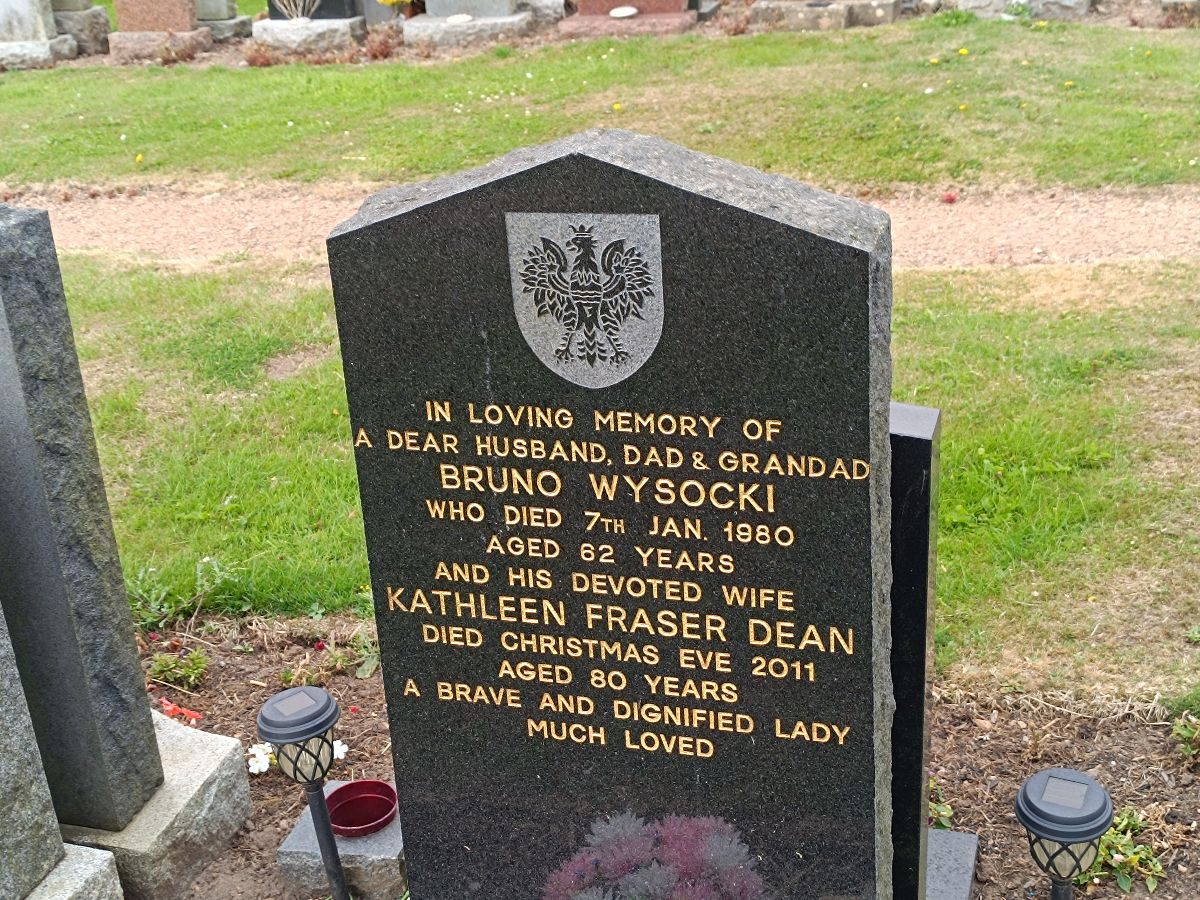 IN LOVING MEMORY OF
A DEAR HUSBAND, DAD & GRANDAD
BRUNO WYSOCKI
WHO DIED 7TH JAN. 1980
AGED 62 YEARS
AND HIS DEVOTED WIFE
KATHLEEN FRASER DEAN
DIED CHRISTMAS EVE 2011
AGED 80 YEARS
A BRAVE AND DIGNIFIED LADY
MUCH LOVED